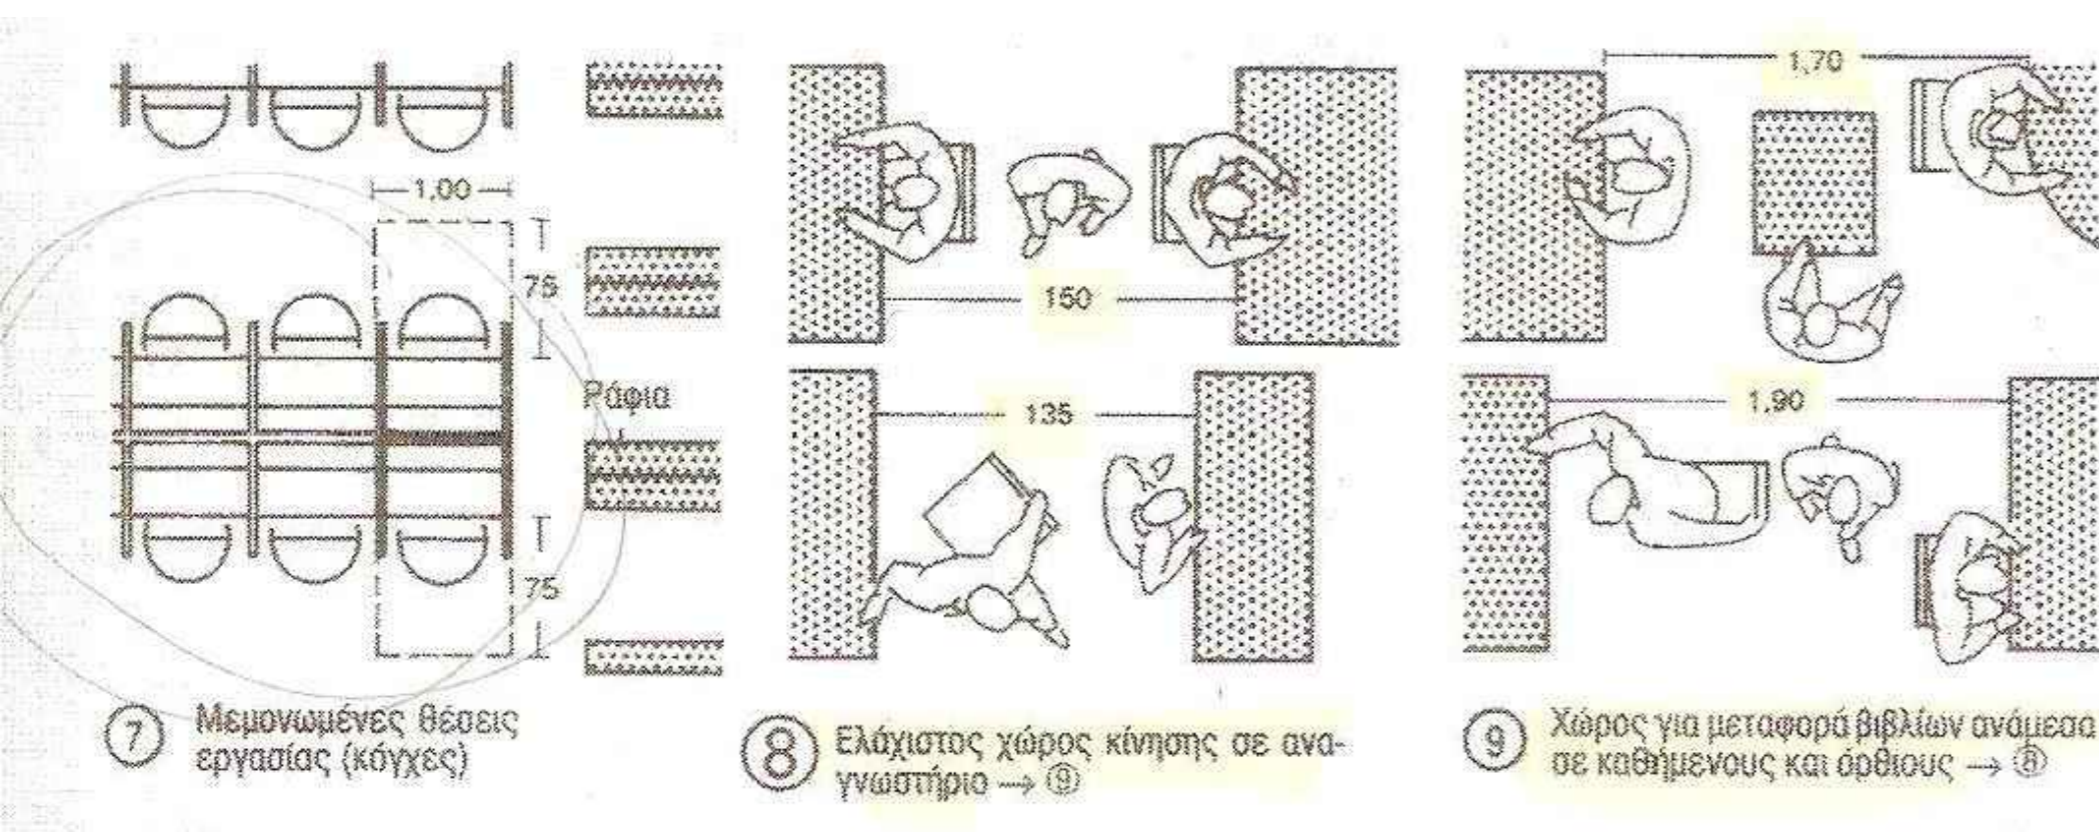 1,00
75
Ράφια
75
7 Μεμονωμένες θέσεις
εργασίας (κόγχες)
150
135
8 Ελάχιστος χώρος κίνησης σε ανα-
γνωστήριο → 9
1,70
1,90
9 Χώρος για μεταφορά βιβλίων ανάμεσα
σε καθήμενους και όρθιους → 8